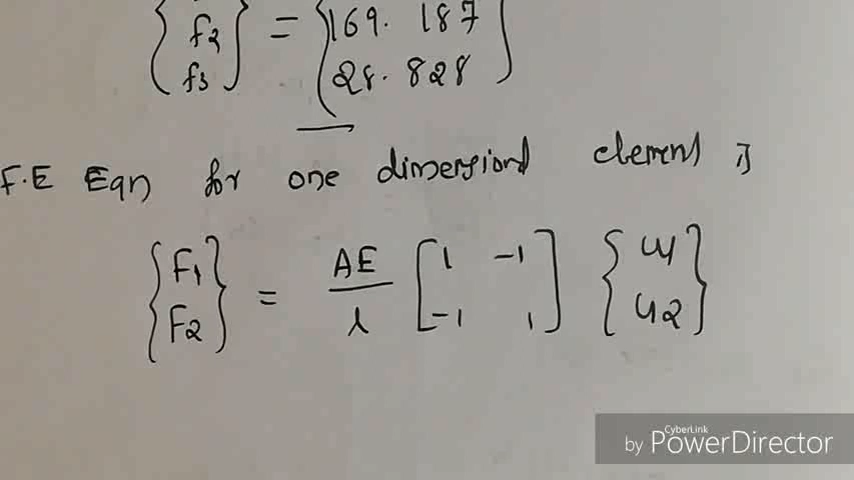 { f2 } = { 169. 187 }
{ f3 } { 28. 828 }
F.E Eqn for one dimensional element is
{ F1 } = AE/l [ 1 -1 ] { u1 }
{ F2 } [ -1 1 ] { u2 }
CyberLink
by PowerDirector